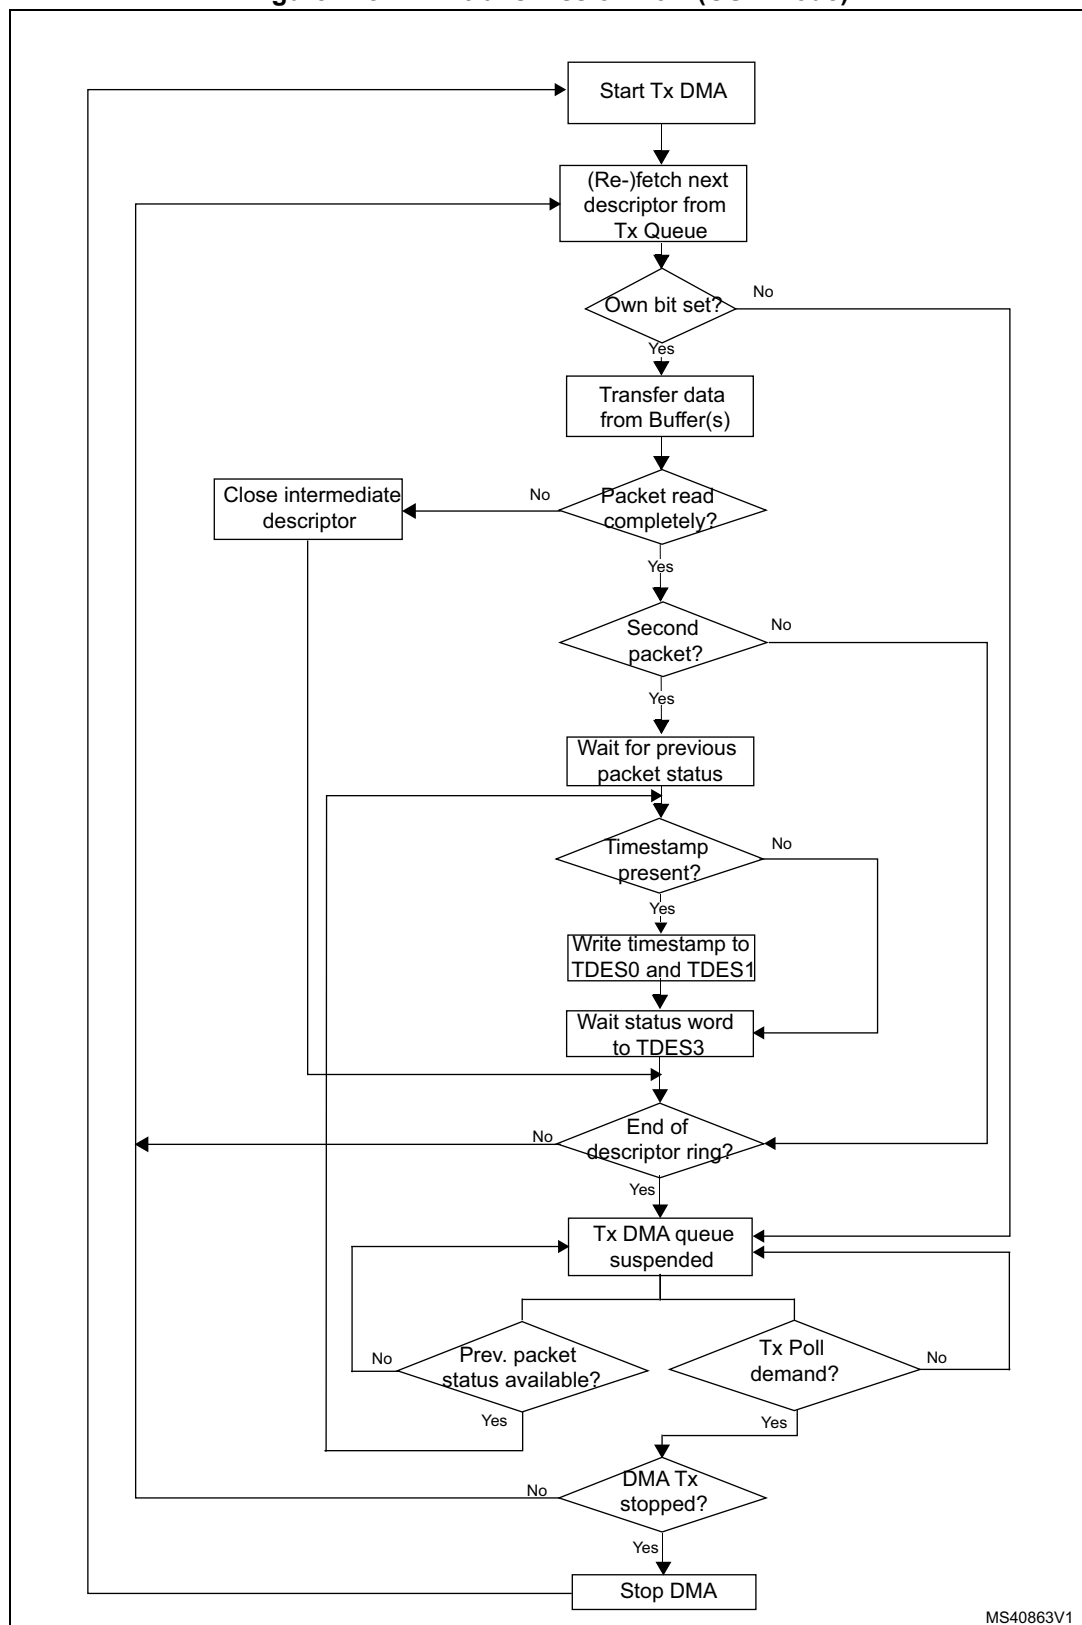 Start Tx DMA
(Re-)fetch next
descriptor from
Tx Queue
No
Own bit set?
Yes
Transfer data
from Buffer(s)
Close intermediate
descriptor
No
Packet read
completely?
Yes
Second
packet?
No
Yes
Wait for previous
packet status
Timestamp
present?
No
Yes
Write timestamp to
TDES0 and TDES1
Wait status word
to TDES3
End of
descriptor ring?
No
Yes
Tx DMA queue
suspended
No
Prev. packet
status available?
Yes
Tx Poll
demand?
No
Yes
DMA Tx
stopped?
No
Yes
Stop DMA
MS40863V1